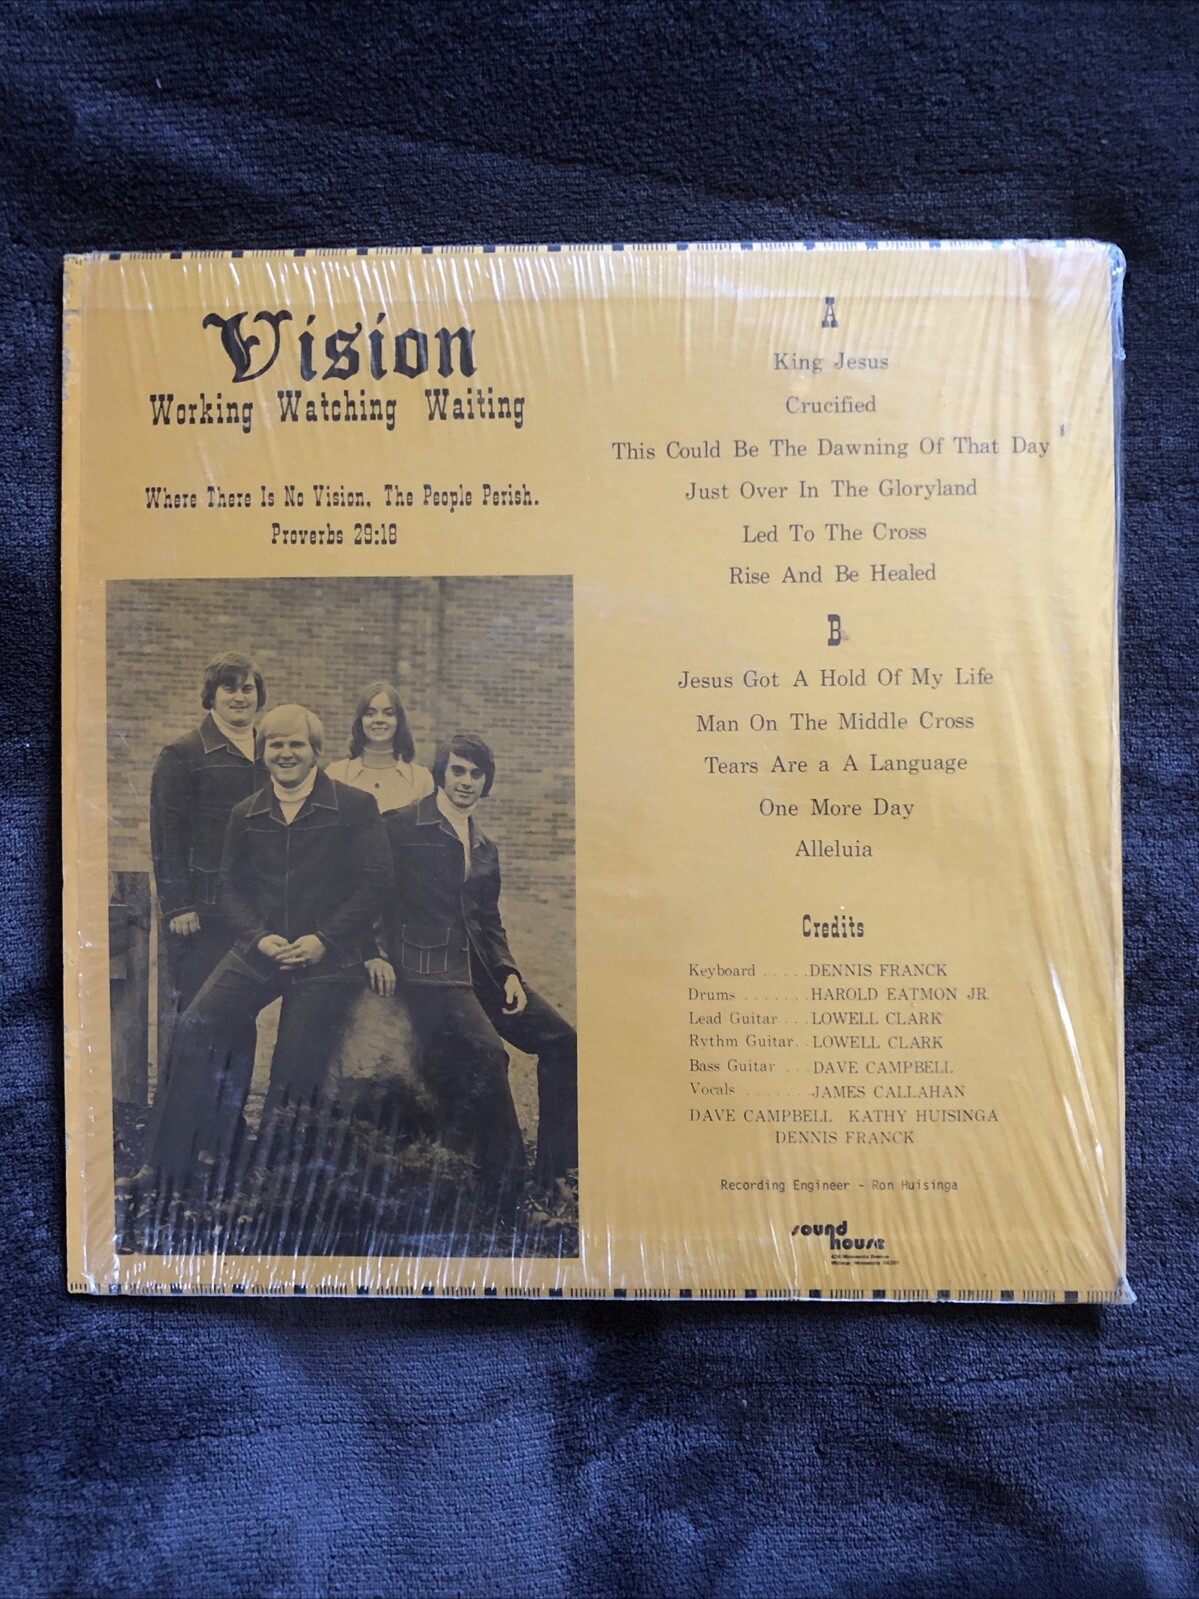 Vision
Working Watching Waiting
Where There Is No Vision, The People Perish.
Proverbs 29:18
A
King Jesus
Crucified
This Could Be The Dawning Of That Day
Just Over In The Gloryland
Led To The Cross
Rise And Be Healed
B
Jesus Got A Hold Of My Life
Man On The Middle Cross
Tears Are a A Language
One More Day
Alleluia
Credits
Keyboard . . . . . DENNIS FRANCK
Drums . . . . . . . HAROLD EATMON JR.
Lead Guitar . . . LOWELL CLARK
Rythm Guitar. . LOWELL CLARK
Bass Guitar . . . DAVE CAMPBELL
Vocals . . . . . . . JAMES CALLAHAN
DAVE CAMPBELL KATHY HUISINGA
DENNIS FRANCK
Recording Engineer - Ron Huisinga
sound
house
Minnesota Avenue
Minnesota